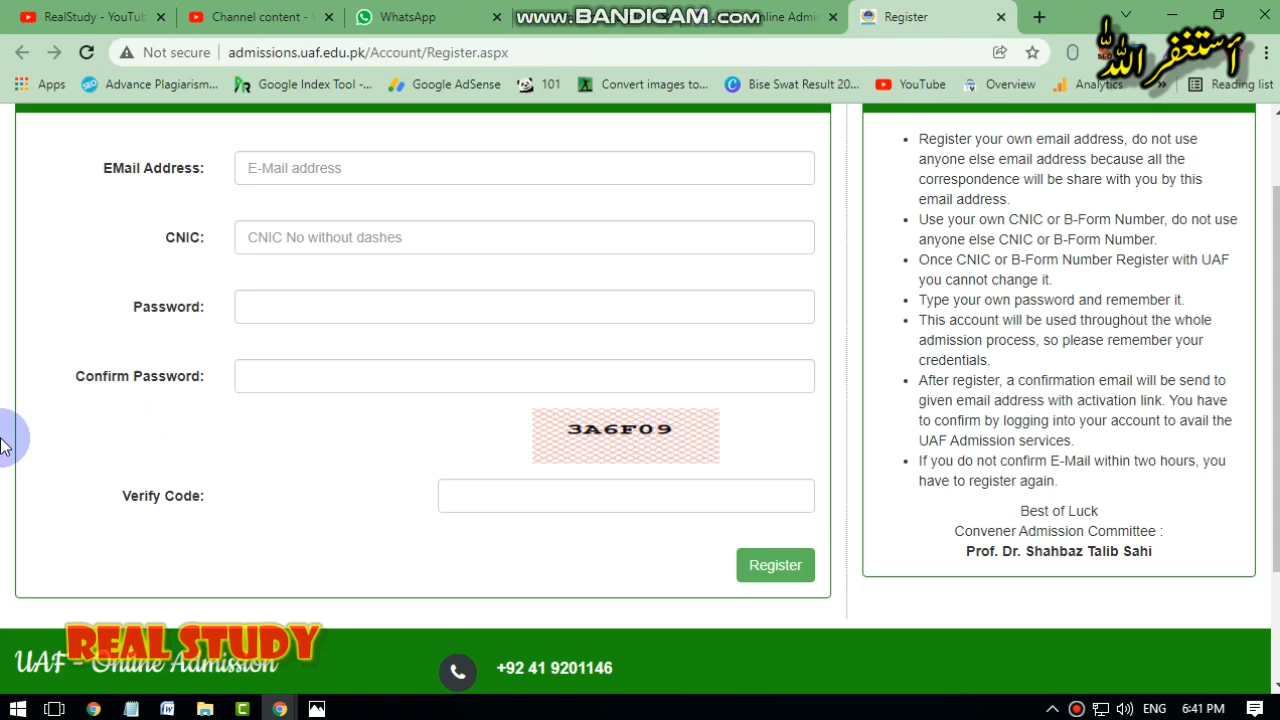 RealStudy - YouTu
Channel content -
WhatsApp
WWW.BANDICAM.COM
nline Admis
Register
Not secure
admissions.uaf.edu.pk/Account/Register.aspx
أستغفر الله
Apps
Advance Plagiarism...
Google Index Tool -...
Google AdSense
101
Convert images to...
Bise Swat Result 20...
YouTube
Overview
Analytics
»
Reading list
EMail Address:
E-Mail address
CNIC:
CNIC No without dashes
Password:
Confirm Password:
3A6F09
Verify Code:
Register
• Register your own email address, do not use
anyone else email address because all the
correspondence will be share with you by this
email address.
• Use your own CNIC or B-Form Number, do not use
anyone else CNIC or B-Form Number.
• Once CNIC or B-Form Number Register with UAF
you cannot change it.
• Type your own password and remember it.
• This account will be used throughout the whole
admission process, so please remember your
credentials.
• After register, a confirmation email will be send to
given email address with activation link. You have
to confirm by logging into your account to avail the
UAF Admission services.
• If you do not confirm E-Mail within two hours, you
have to register again.
Best of Luck
Convener Admission Committee :
Prof. Dr. Shahbaz Talib Sahi
REAL STUDY
UAF - Online Admission
+92 41 9201146
ENG
6:41 PM